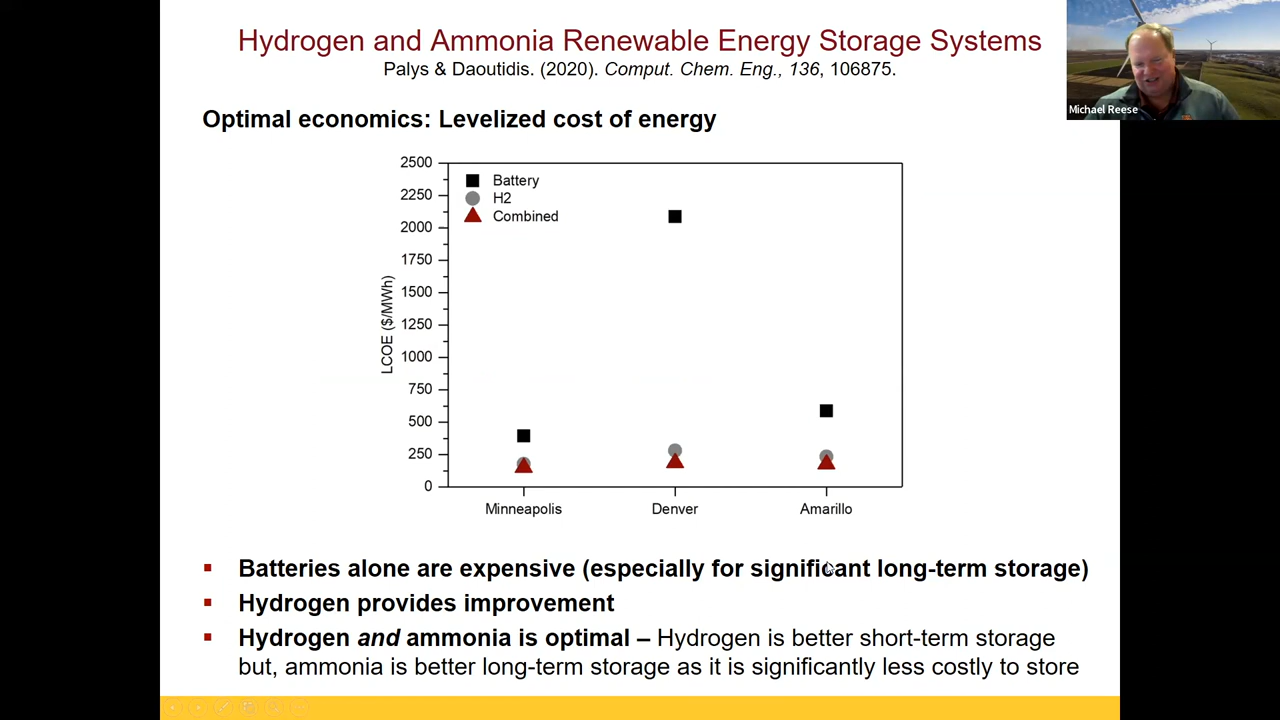 Hydrogen and Ammonia Renewable Energy Storage Systems
Palys & Daoutidis. (2020). Comput. Chem. Eng., 136, 106875.
Michael Reese
Optimal economics: Levelized cost of energy
2500
2250
2000
1750
1500
1250
1000
750
500
250
0
LCOE ($/MWh)
Battery
H2
Combined
Minneapolis
Denver
Amarillo
Batteries alone are expensive (especially for significant long-term storage)
Hydrogen provides improvement
Hydrogen and ammonia is optimal – Hydrogen is better short-term storage
but, ammonia is better long-term storage as it is significantly less costly to store